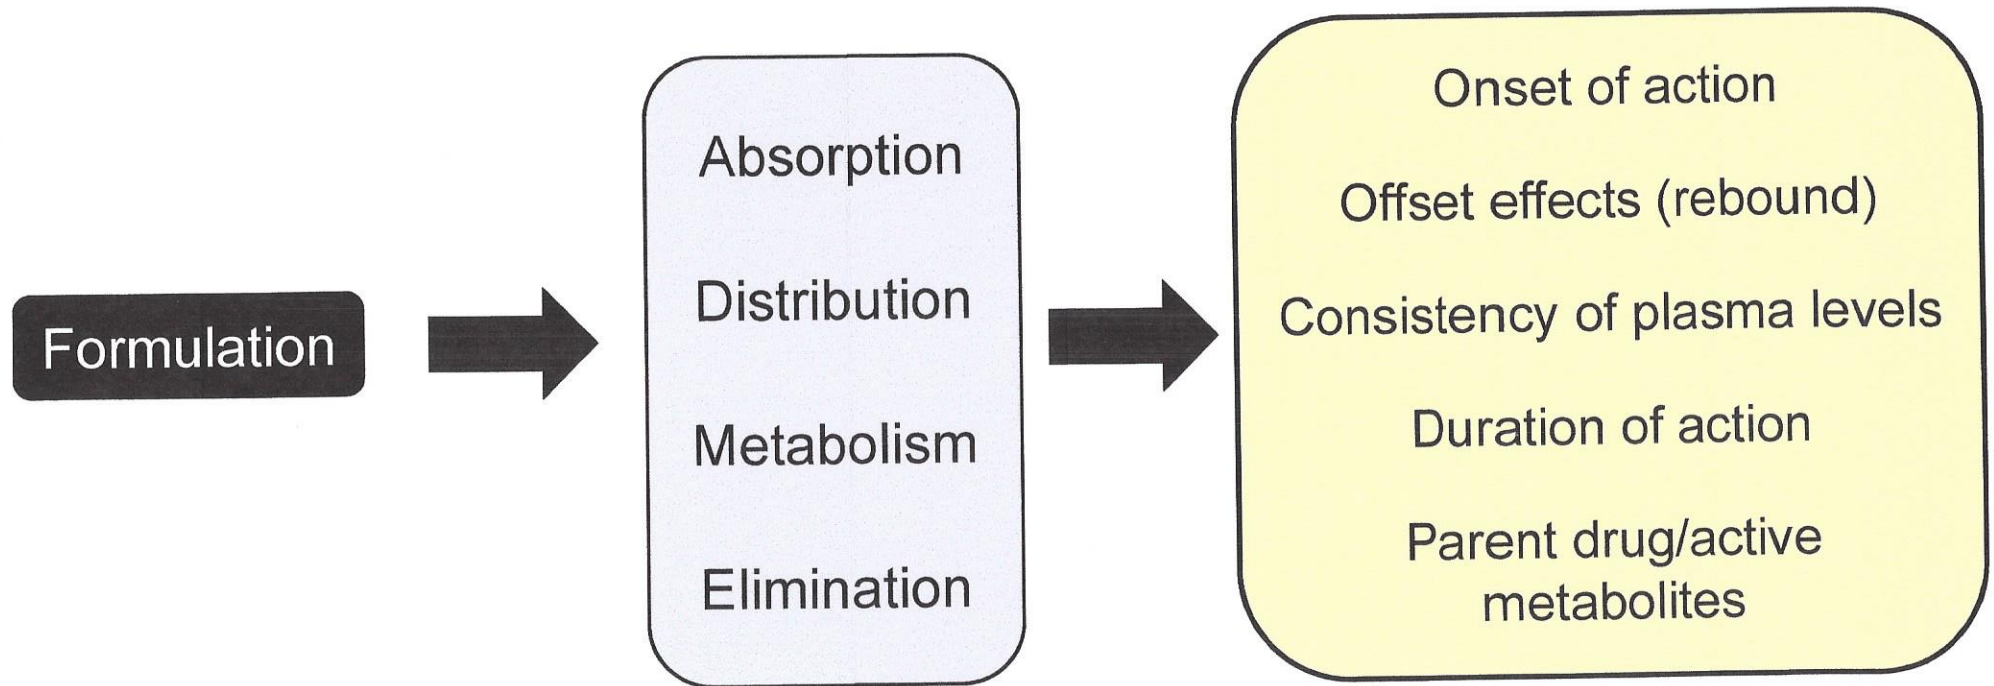 Formulation
Absorption
Distribution
Metabolism
Elimination
Onset of action
Offset effects (rebound)
Consistency of plasma levels
Duration of action
Parent drug/active
metabolites